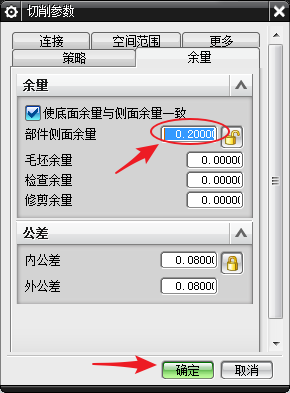 切削参数
连接 空间范围 更多
策略 余量
余量
使底面余量与侧面余量一致
部件侧面余量 0.2000
毛坯余量 0.0000
检查余量 0.0000
修剪余量 0.0000
公差
内公差 0.0800
外公差 0.0800
确定 取消